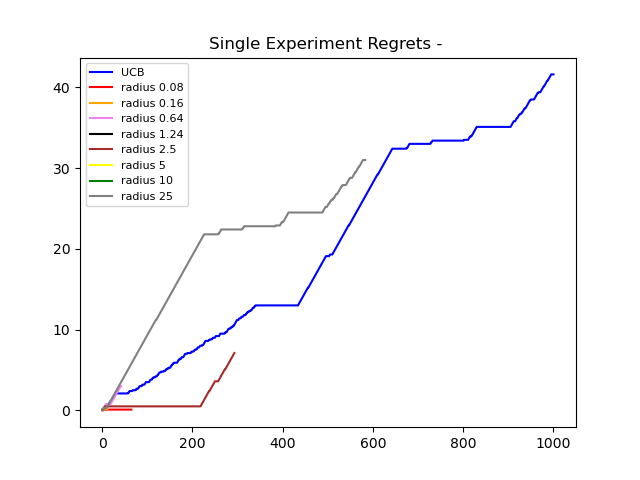 Single Experiment Regrets -
UCB
radius 0.08
radius 0.16
radius 0.64
radius 1.24
radius 2.5
radius 5
radius 10
radius 25
40
30
20
10
0
0 200 400 600 800 1000